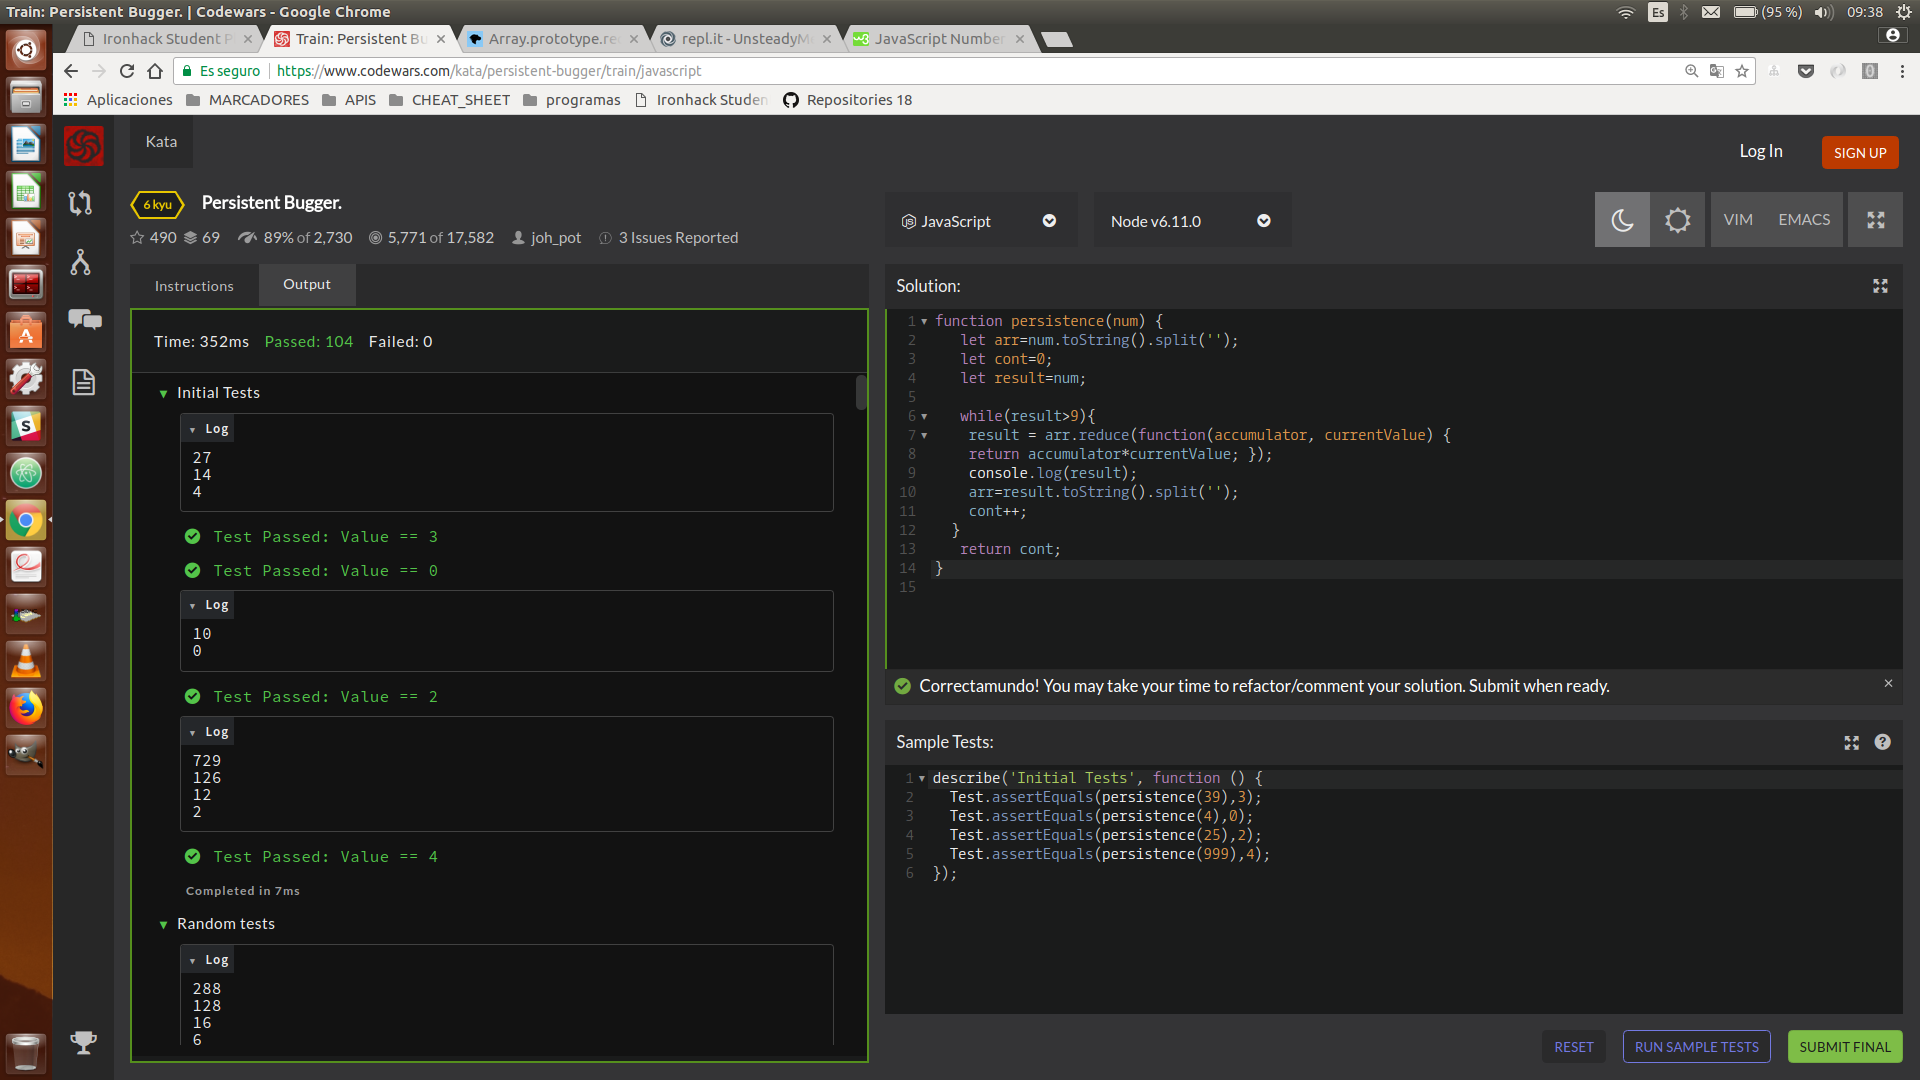 Train: Persistent Bugger. | Codewars - Google Chrome
Es
(95 %)
09:38
Ironhack Student P
Train: Persistent Bu
Array.prototype.re
repl.it - UnsteadyM
JavaScript Number
Es seguro
https://www.codewars.com/kata/persistent-bugger/train/javascript
Aplicaciones
MARCADORES
APIS
CHEAT_SHEET
programas
Ironhack Studen
Repositories 18
Kata
Log In
SIGN UP
6 kyu
Persistent Bugger.
490
69
89% of 2,730
5,771 of 17,582
joh_pot
3 Issues Reported
JavaScript
Node v6.11.0
VIM
EMACS
Instructions
Output
Time: 352ms
Passed: 104
Failed: 0
Initial Tests
Log
27
14
4
Test Passed: Value == 3
Test Passed: Value == 0
Log
10
0
Test Passed: Value == 2
Log
729
126
12
2
Test Passed: Value == 4
Completed in 7ms
Random tests
Log
288
128
16
6
Solution:
1 function persistence(num) {
2 let arr=num.toString().split('');
3 let cont=0;
4 let result=num;
5
6 while(result>9){
7 result = arr.reduce(function(accumulator, currentValue) {
8 return accumulator*currentValue; });
9 console.log(result);
10 arr=result.toString().split('');
11 cont++;
12 }
13 return cont;
14 }
15
Correctamundo! You may take your time to refactor/comment your solution. Submit when ready.
Sample Tests:
1 describe('Initial Tests', function () {
2 Test.assertEquals(persistence(39),3);
3 Test.assertEquals(persistence(4),0);
4 Test.assertEquals(persistence(25),2);
5 Test.assertEquals(persistence(999),4);
6 });
RESET
RUN SAMPLE TESTS
SUBMIT FINAL